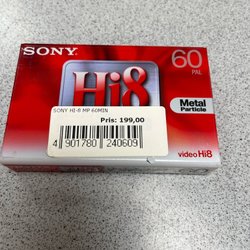 SONY
60
PAL
Hi8
Metal
Particle
SONY HI-8 MP 60MIN
Pris: 199,00
4 901780 240609
video Hi8